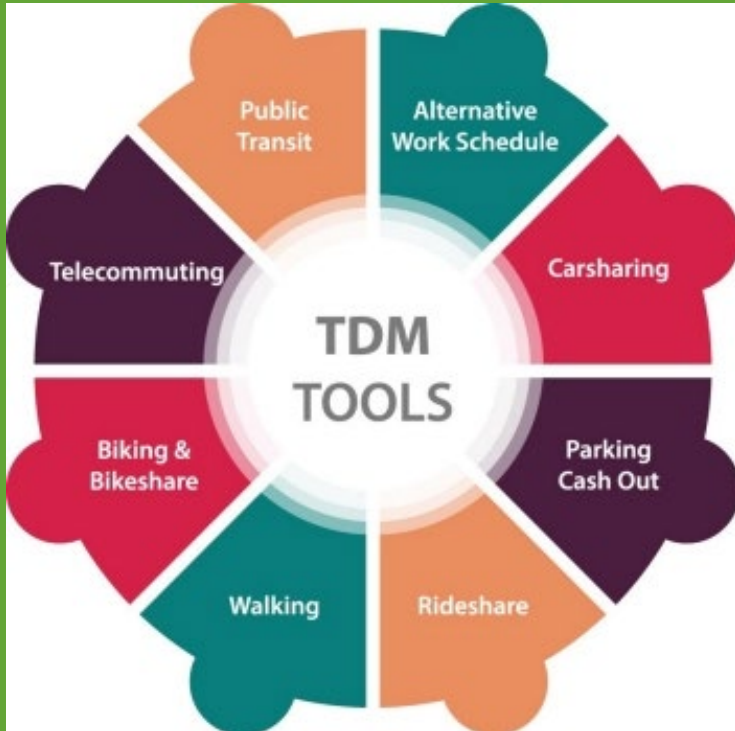 TDM
TOOLS
Public
Transit
Alternative
Work Schedule
Carsharing
Parking
Cash Out
Rideshare
Walking
Biking &
Bikeshare
Telecommuting